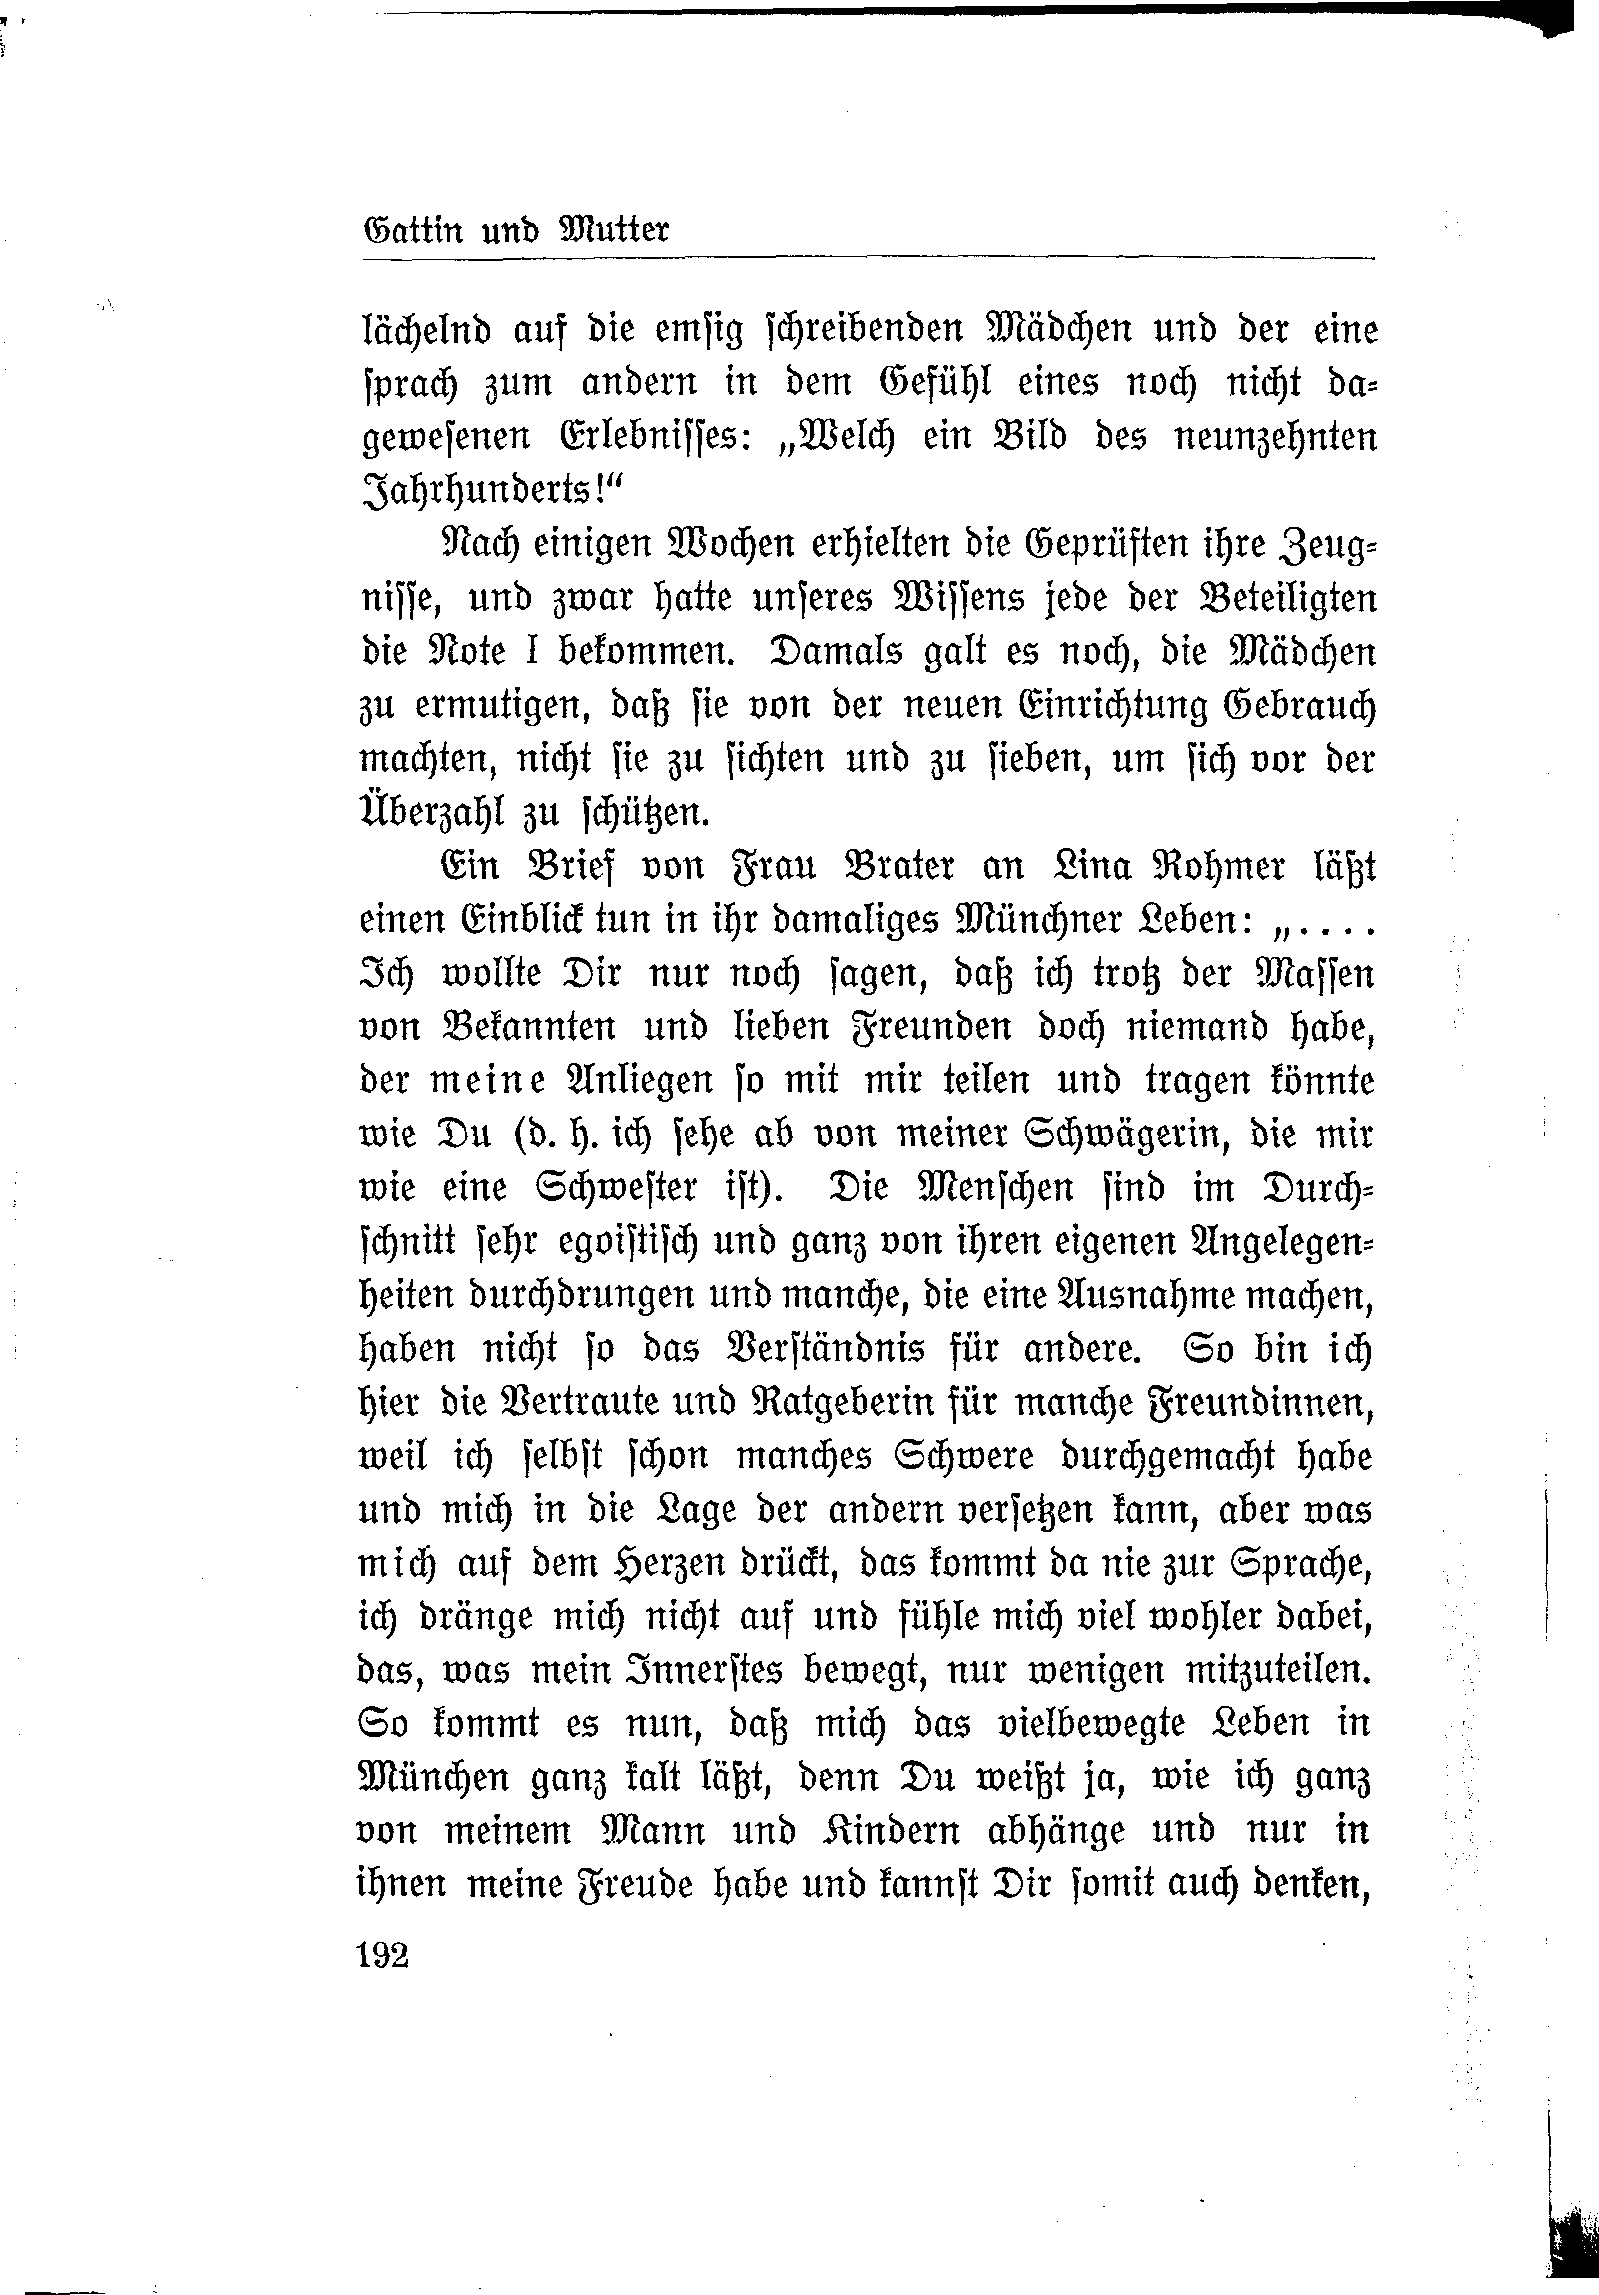 Gattin und Mutter
lächelnd auf die emsig schreibenden Mädchen und der eine
sprach zum andern in dem Gefühl eines noch nicht da-
gewesenen Erlebnisses: „Welch ein Bild des neunzehnten
Jahrhunderts!“
Nach einigen Wochen erhielten die Geprüften ihre Zeug-
nisse, und zwar hatte unseres Wissens jede der Beteiligten
die Note I bekommen. Damals galt es noch, die Mädchen
zu ermutigen, daß sie von der neuen Einrichtung Gebrauch
machten, nicht sie zu sichten und zu sieben, um sich vor der
Überzahl zu schützen.
Ein Brief von Frau Brater an Lina Rohmer läßt
einen Einblick tun in ihr damaliges Münchner Leben: „....
Ich wollte Dir nur noch sagen, daß ich trotz der Massen
von Bekannten und lieben Freunden doch niemand habe,
der meine Anliegen so mit mir teilen und tragen könnte
wie Du (d. h. ich sehe ab von meiner Schwägerin, die mir
wie eine Schwester ist). Die Menschen sind im Durch-
schnitt sehr egoistisch und ganz von ihren eigenen Angelegen-
heiten durchdrungen und manche, die eine Ausnahme machen,
haben nicht so das Verständnis für andere. So bin ich
hier die Vertraute und Ratgeberin für manche Freundinnen,
weil ich selbst schon manches Schwere durchgemacht habe
und mich in die Lage der andern versetzen kann, aber was
mich auf dem Herzen drückt, das kommt da nie zur Sprache,
ich dränge mich nicht auf und fühle mich viel wohler dabei,
das, was mein Innerstes bewegt, nur wenigen mitzuteilen.
So kommt es nun, daß mich das vielbewegte Leben in
München ganz kalt läßt, denn Du weißt ja, wie ich ganz
von meinem Mann und Kindern abhänge und nur in
ihnen meine Freude habe und kannst Dir somit auch denken,
192